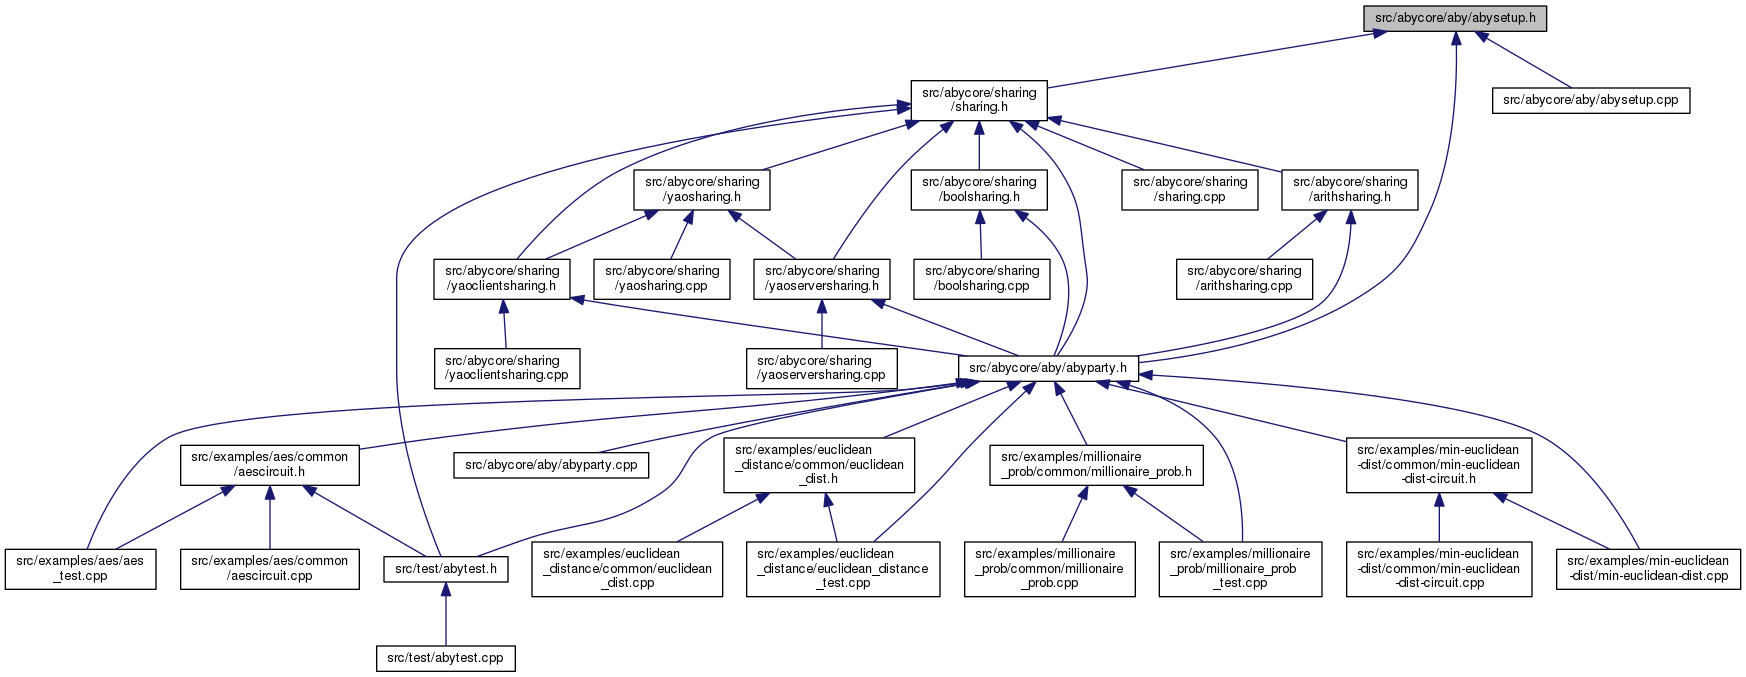 src/abycore/aby/abysetup.h
src/abycore/sharing
/sharing.h
src/abycore/aby/abysetup.cpp
src/abycore/sharing
/yaosharing.h
src/abycore/sharing
/boolsharing.h
src/abycore/sharing
/sharing.cpp
src/abycore/sharing
/arithsharing.h
src/abycore/sharing
/yaoclientsharing.h
src/abycore/sharing
/yaosharing.cpp
src/abycore/sharing
/yaoserversharing.h
src/abycore/sharing
/boolsharing.cpp
src/abycore/sharing
/arithsharing.cpp
src/abycore/sharing
/yaoclientsharing.cpp
src/abycore/sharing
/yaoserversharing.cpp
src/abycore/aby/abyparty.h
src/examples/aes/common
/aescircuit.h
src/abycore/aby/abyparty.cpp
src/examples/euclidean
_distance/common/euclidean
_dist.h
src/examples/millionaire
_prob/common/millionaire_prob.h
src/examples/min-euclidean
-dist/common/min-euclidean
-dist-circuit.h
src/examples/aes/aes
_test.cpp
src/examples/aes/common
/aescircuit.cpp
src/test/abytest.h
src/examples/euclidean
_distance/common/euclidean
_dist.cpp
src/examples/euclidean
_distance/euclidean_distance
_test.cpp
src/examples/millionaire
_prob/common/millionaire
_prob.cpp
src/examples/millionaire
_prob/millionaire_prob
_test.cpp
src/examples/min-euclidean
-dist/common/min-euclidean
-dist-circuit.cpp
src/examples/min-euclidean
-dist/min-euclidean-dist.cpp
src/test/abytest.cpp